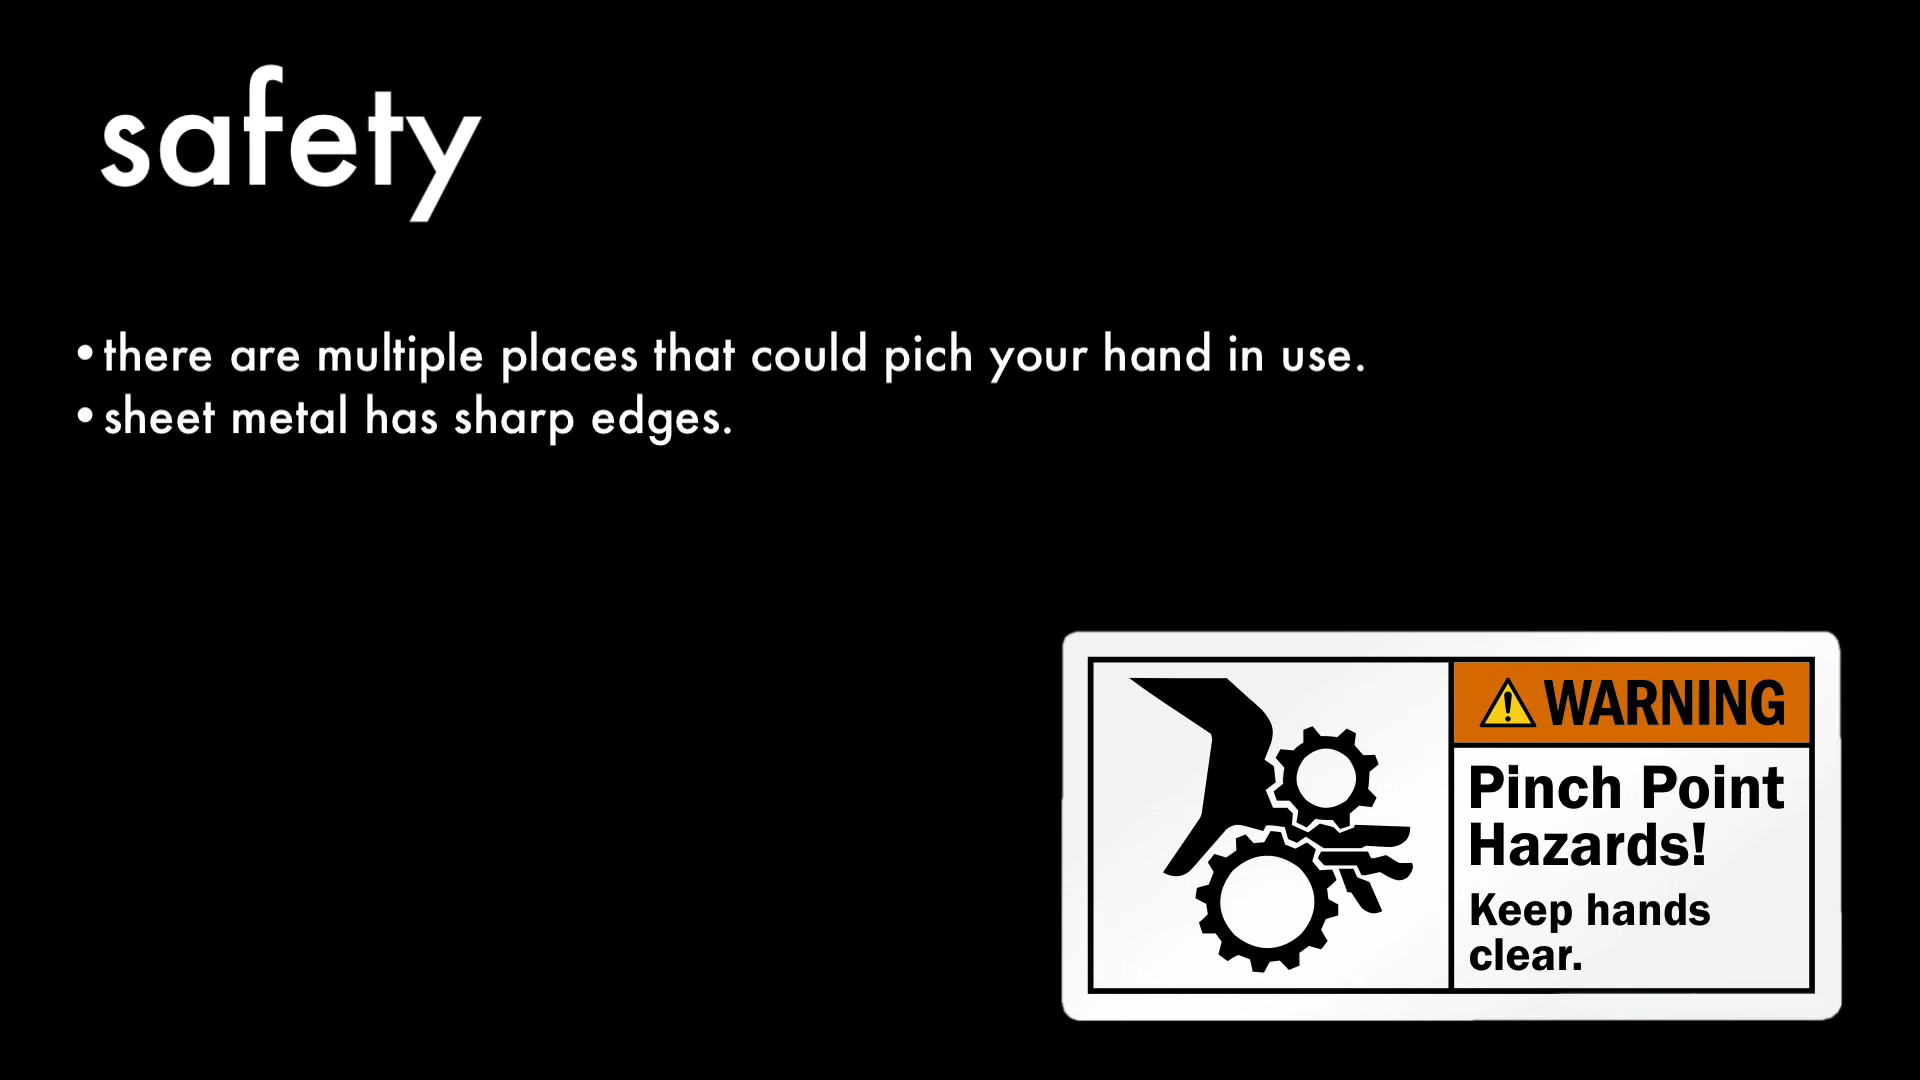 safety
•there are multiple places that could pich your hand in use.
•sheet metal has sharp edges.
WARNING
Pinch Point
Hazards!
Keep hands
clear.